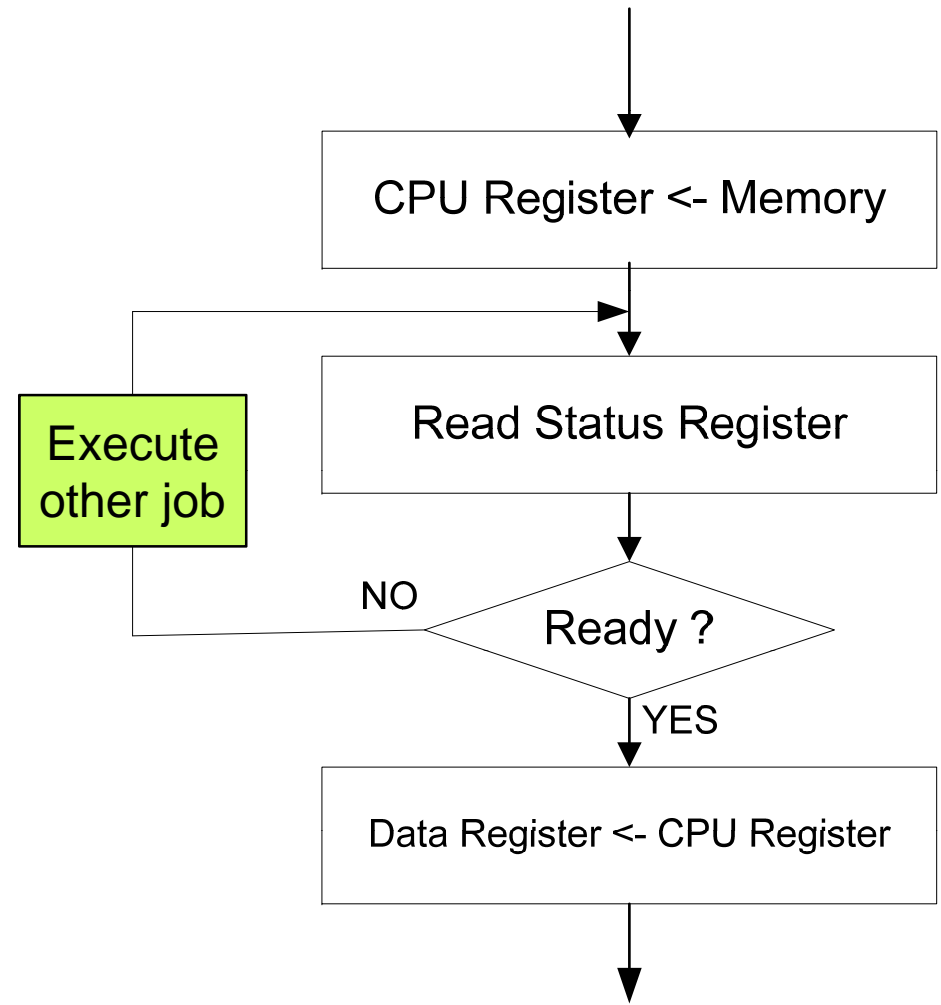 CPU Register <- Memory
Read Status Register
Execute
other job
NO
Ready ?
YES
Data Register <- CPU Register